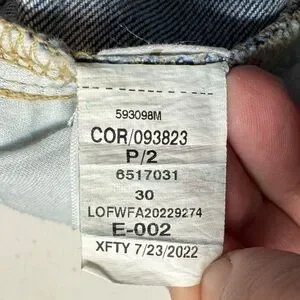 593098M
COR/093823
P/2
6517031
30
LOFWFA20229274
E-002
XFTY 7/23/2022